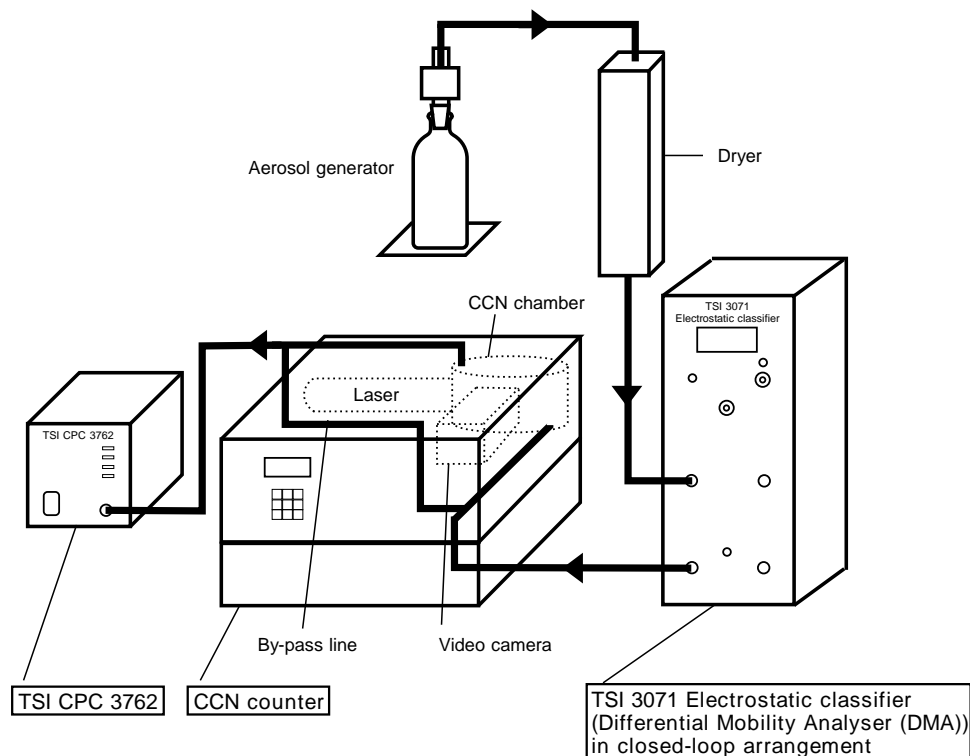 Aerosol generator
Dryer
CCN chamber
TSI 3071
Electrostatic classifier
Laser
TSI CPC 3762
By-pass line
Video camera
TSI CPC 3762
CCN counter
TSI 3071 Electrostatic classifier
(Differential Mobility Analyser (DMA))
in closed-loop arrangement